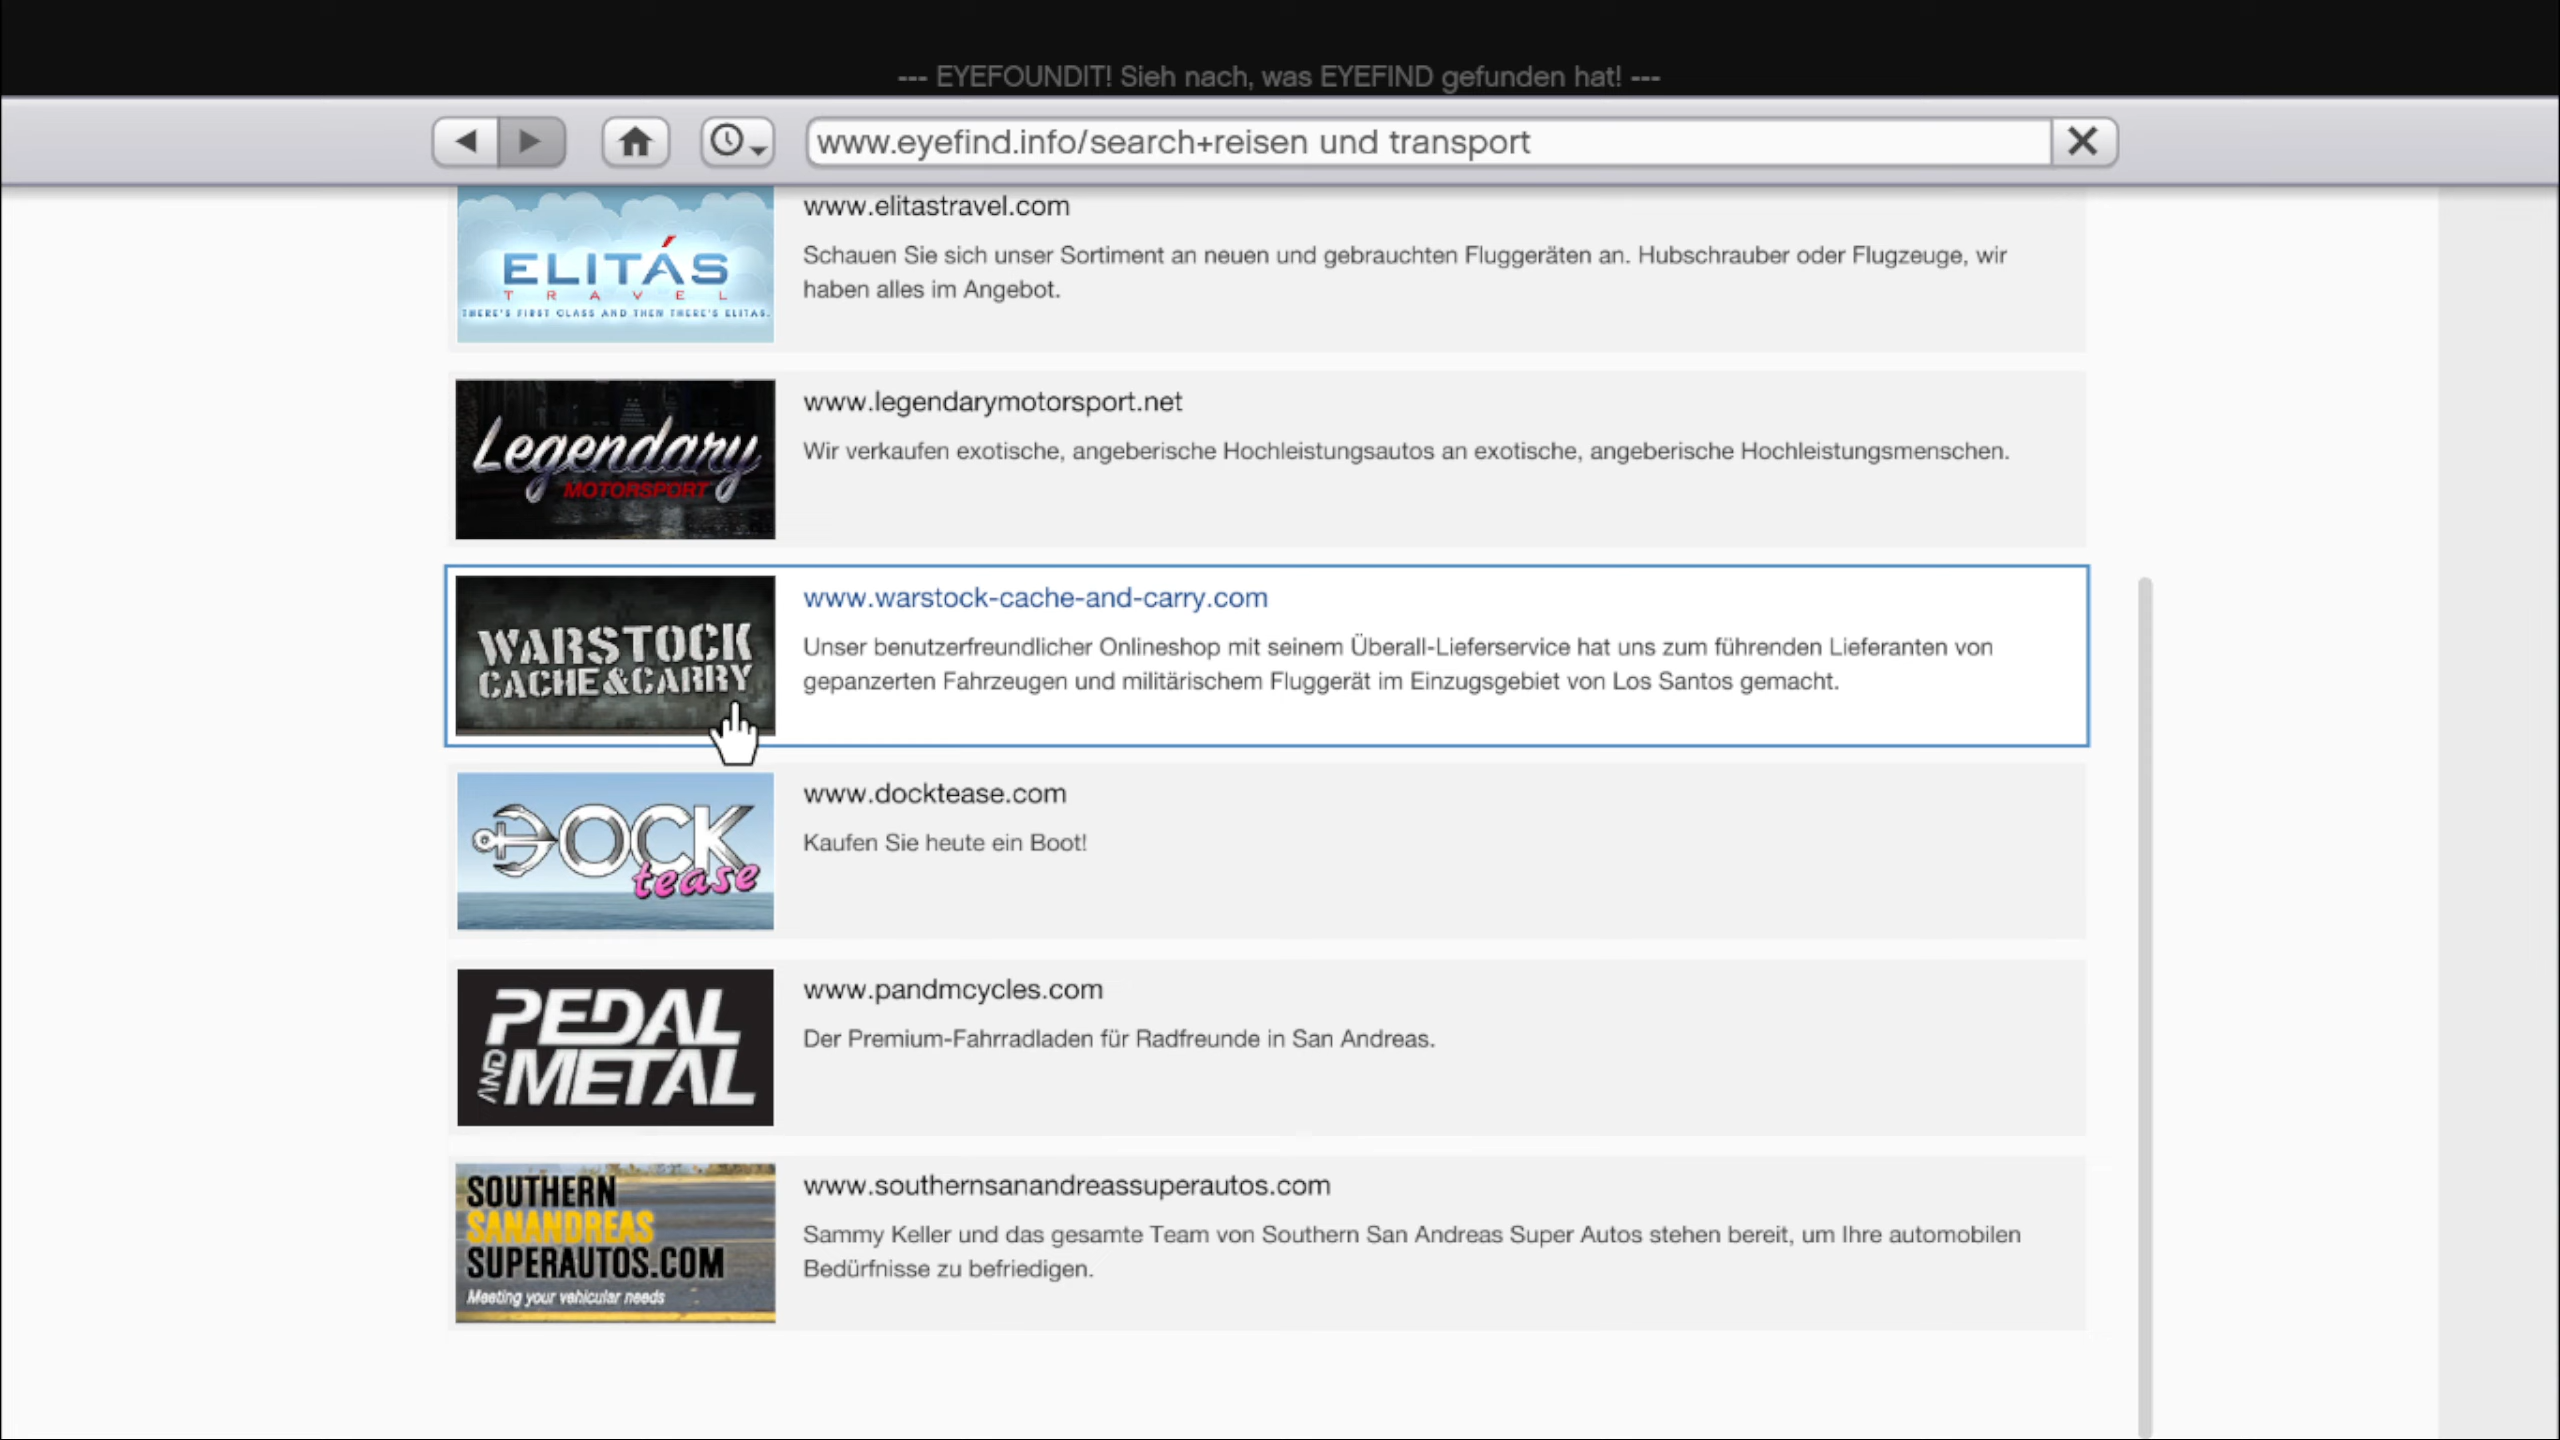 --- EYEFOUNDIT! Sieh nach, was EYEFIND gefunden hat! ---
www.eyefind.info/search+reisen und transport
ELITÁS
TRAVEL
THERE'S FIRST CLASS AND THEN THERE'S ELITAS.
www.elitastravel.com
Schauen Sie sich unser Sortiment an neuen und gebrauchten Fluggeräten an. Hubschrauber oder Flugzeuge, wir
haben alles im Angebot.
Legendary
MOTORSPORT
www.legendarymotorsport.net
Wir verkaufen exotische, angeberische Hochleistungsautos an exotische, angeberische Hochleistungsmenschen.
WARSTOCK
CACHE&CARRY
www.warstock-cache-and-carry.com
Unser benutzerfreundlicher Onlineshop mit seinem Überall-Lieferservice hat uns zum führenden Lieferanten von
gepanzerten Fahrzeugen und militärischem Fluggerät im Einzugsgebiet von Los Santos gemacht.
DOCK
tease
www.docktease.com
Kaufen Sie heute ein Boot!
PEDAL
AND METAL
www.pandmcycles.com
Der Premium-Fahrradladen für Radfreunde in San Andreas.
SOUTHERN
SANANDREAS
SUPERAUTOS.COM
Meeting your vehicular needs
www.southernsanandreassuperautos.com
Sammy Keller und das gesamte Team von Southern San Andreas Super Autos stehen bereit, um Ihre automobilen
Bedürfnisse zu befriedigen.